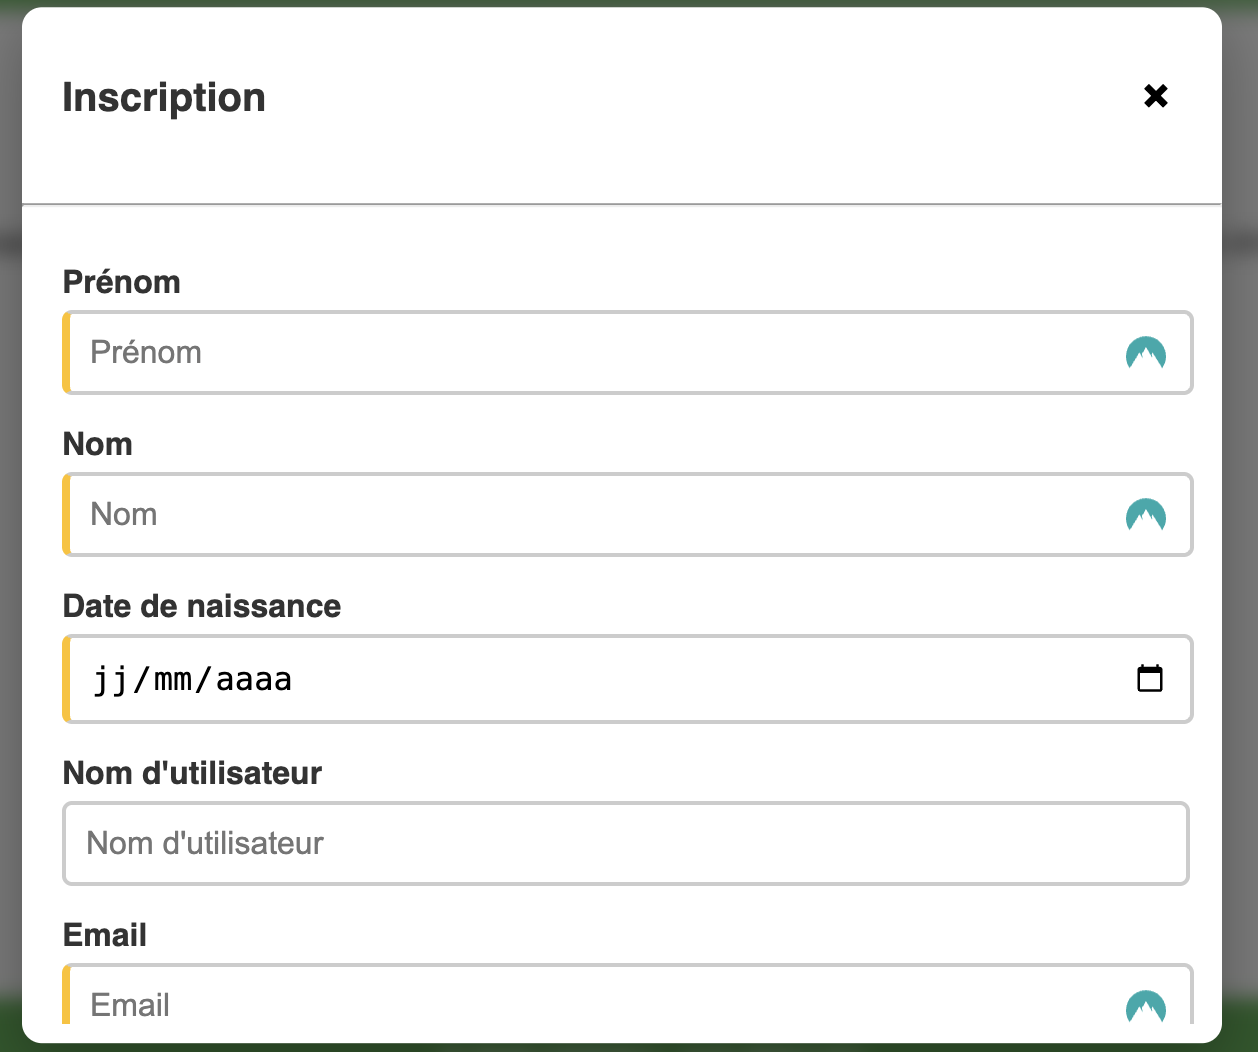 Inscription
Prénom
Prénom
Nom
Nom
Date de naissance
jj/mm/aaaa
Nom d'utilisateur
Nom d'utilisateur
Email
Email